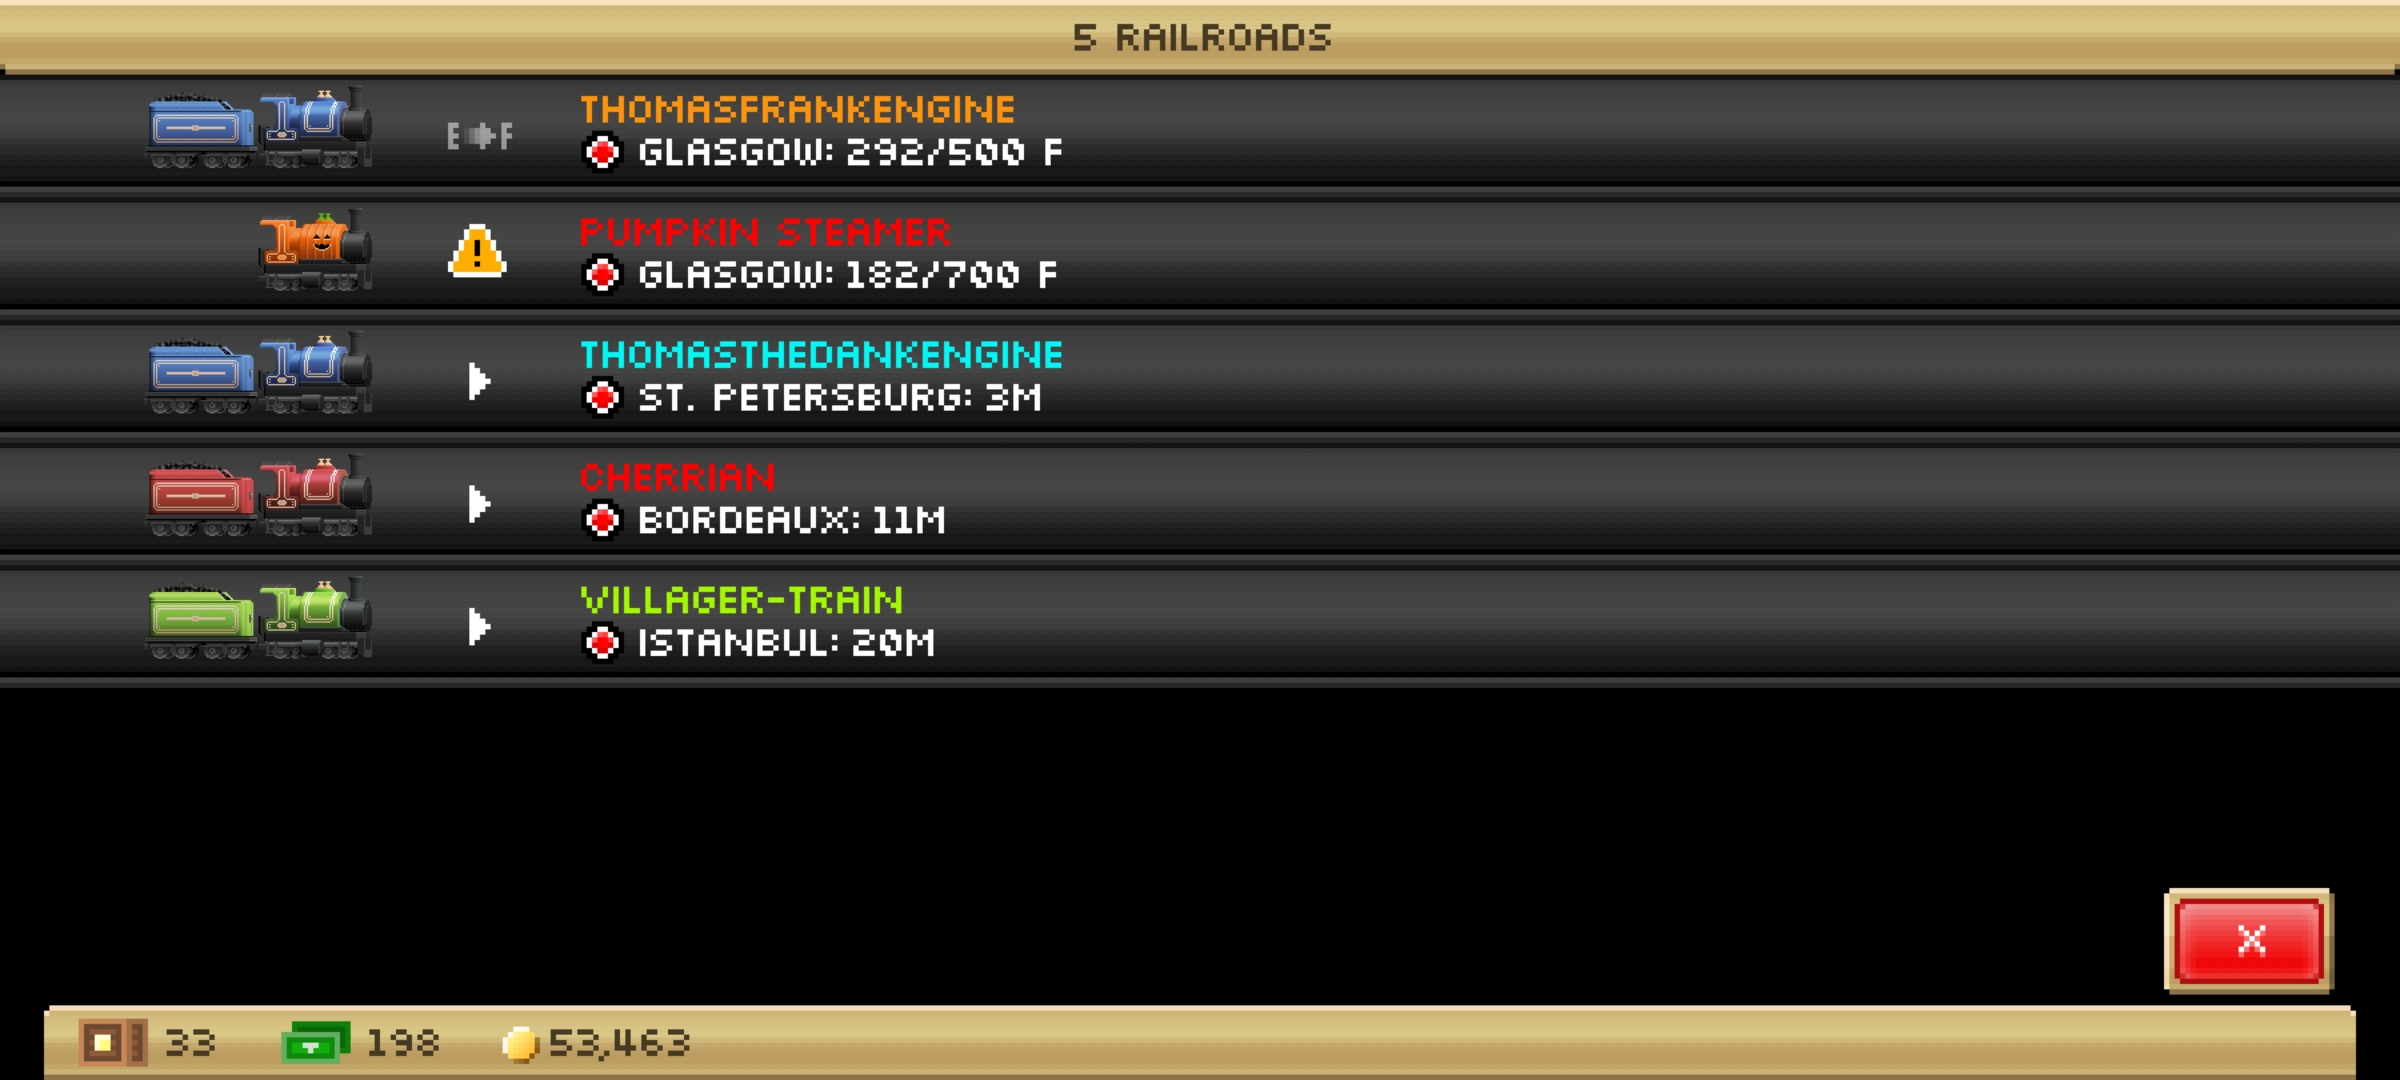 5 RAILROADS
THOMASFRANKENGINE
E F
GLASGOW: 292/500 F
PUMPKIN STEAMER
!
GLASGOW: 182/700 F
THOMASTHEDANKENGINE
ST. PETERSBURG: 3M
CHERRIAN
BORDEAUX: 11M
VILLAGER-TRAIN
ISTANBUL: 20M
X
33 198 53,463